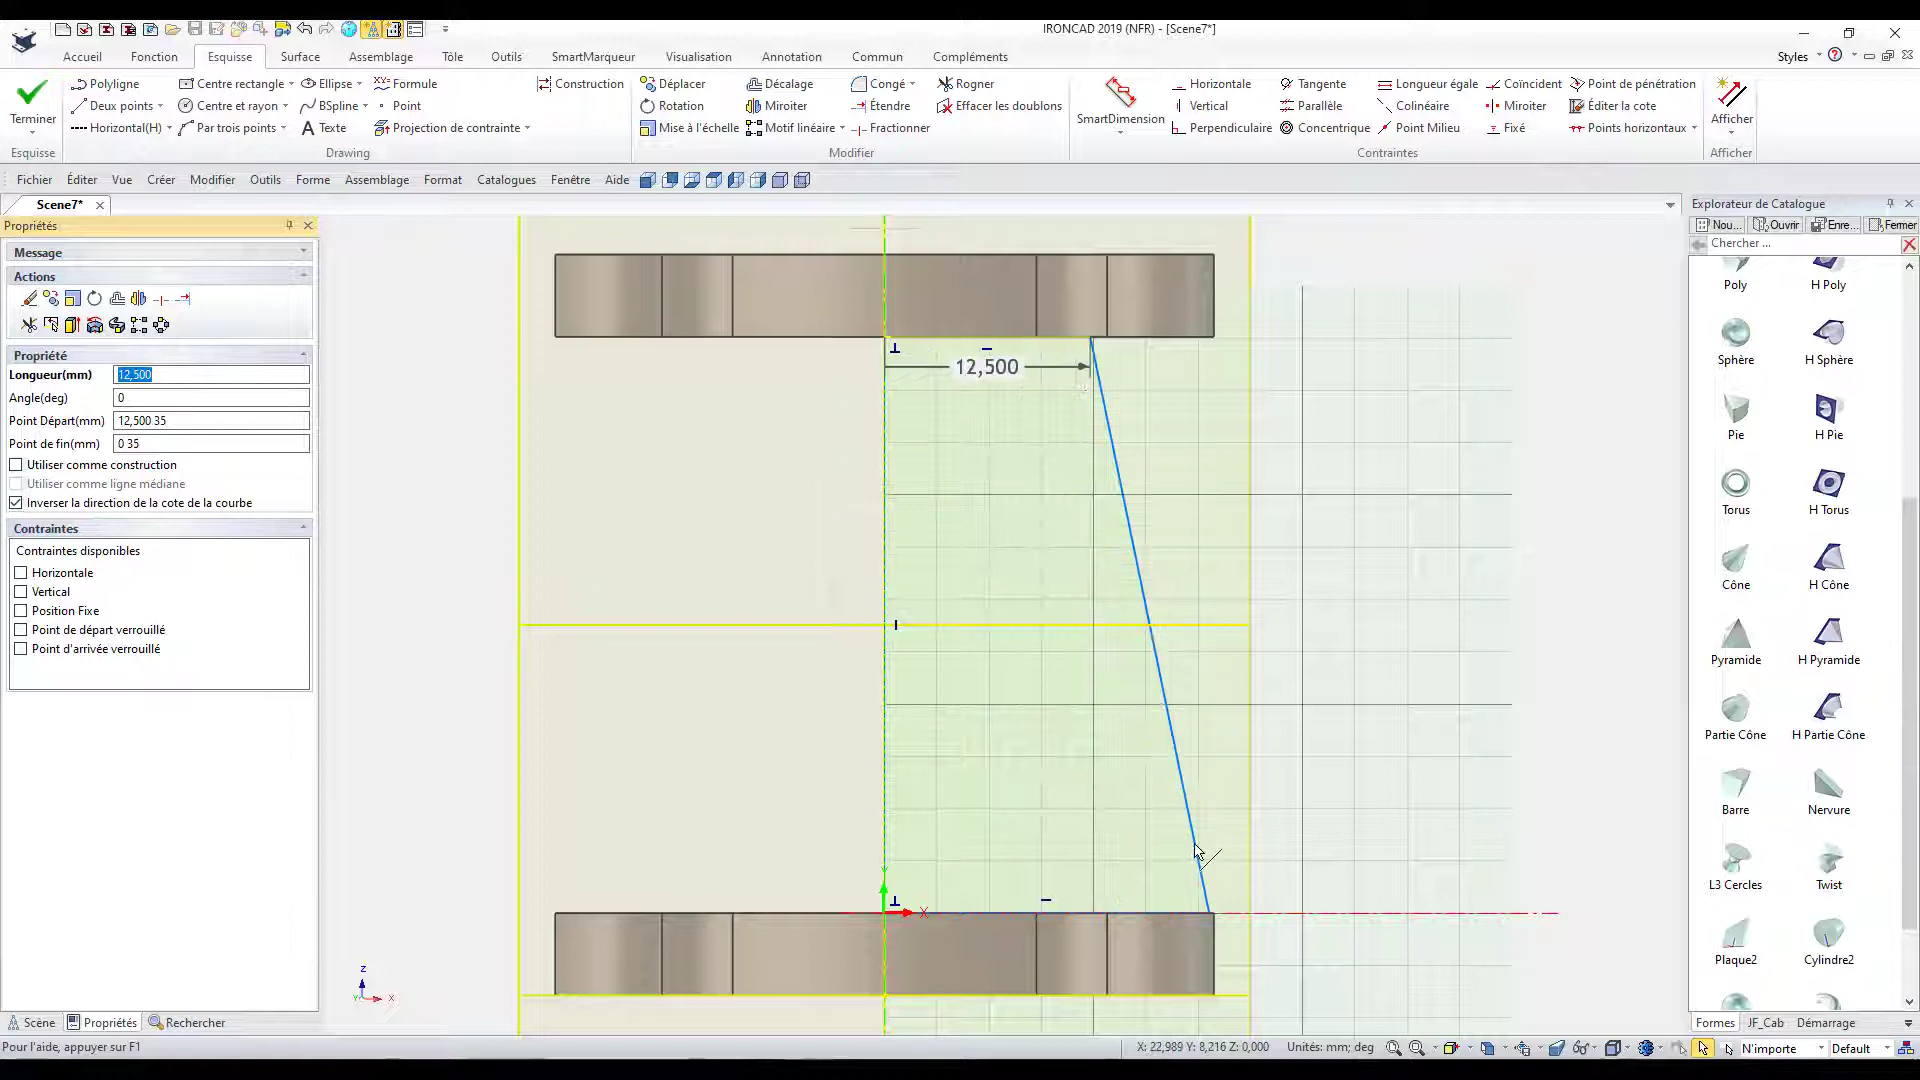 IRONCAD 2019 (NFR) - [Scene7*]
Accueil Fonction Esquisse Surface Assemblage Tôle Outils SmartMarqueur Visualisation Annotation Commun Compléments Styles
Polyligne Centre rectangle Ellipse Formule Construction Déplacer Décalage Congé Rogner Horizontale Tangente Longueur égale Coïncident Point de pénétration
Terminer Deux points Centre et rayon BSpline Point Rotation Miroiter Étendre Effacer les doublons SmartDimension Vertical Parallèle Colinéaire Miroiter Éditer la cote Afficher
Horizontal(H) Par trois points Texte Projection de contrainte Mise à l'échelle Motif linéaire Fractionner Perpendiculaire Concentrique Point Milieu Fixé Points horizontaux
Esquisse Drawing Modifier Contraintes Afficher
Fichier Éditer Vue Créer Modifier Outils Forme Assemblage Format Catalogues Fenêtre Aide
Scene7*
Propriétés
Message
Actions
Propriété
Longueur(mm) 12,500
Angle(deg) 0
Point Départ(mm) 12,500 35
Point de fin(mm) 0 35
Utiliser comme construction
Utiliser comme ligne médiane
Inverser la direction de la cote de la courbe
Contraintes
Contraintes disponibles
Horizontale
Vertical
Position Fixe
Point de départ verrouillé
Point d'arrivée verrouillé
12,500
X
Z
Y X
Explorateur de Catalogue
Nou... Ouvrir Enre... Fermer
Chercher ...
Poly H Poly
Sphère H Sphère
Pie H Pie
Torus H Torus
Cône H Cône
Pyramide H Pyramide
Partie Cône H Partie Cône
Barre Nervure
L3 Cercles Twist
Plaque2 Cylindre2
Formes JF_Cab Démarrage
Scène Propriétés Rechercher
Pour l'aide, appuyer sur F1
X: 22,989 Y: 8,216 Z: 0,000 Unités: mm; deg N'importe Default